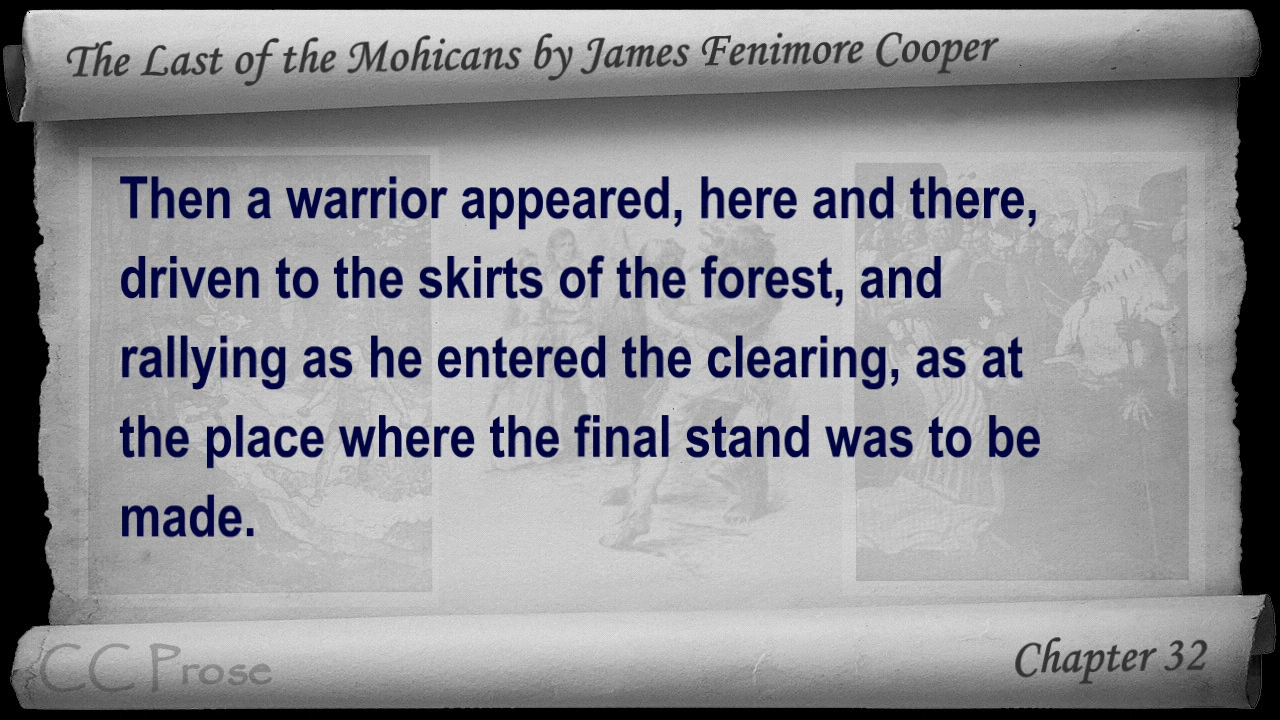 The Last of the Mohicans by James Fenimore Cooper
Then a warrior appeared, here and there,
driven to the skirts of the forest, and
rallying as he entered the clearing, as at
the place where the final stand was to be
made.
CC Prose
Chapter 32